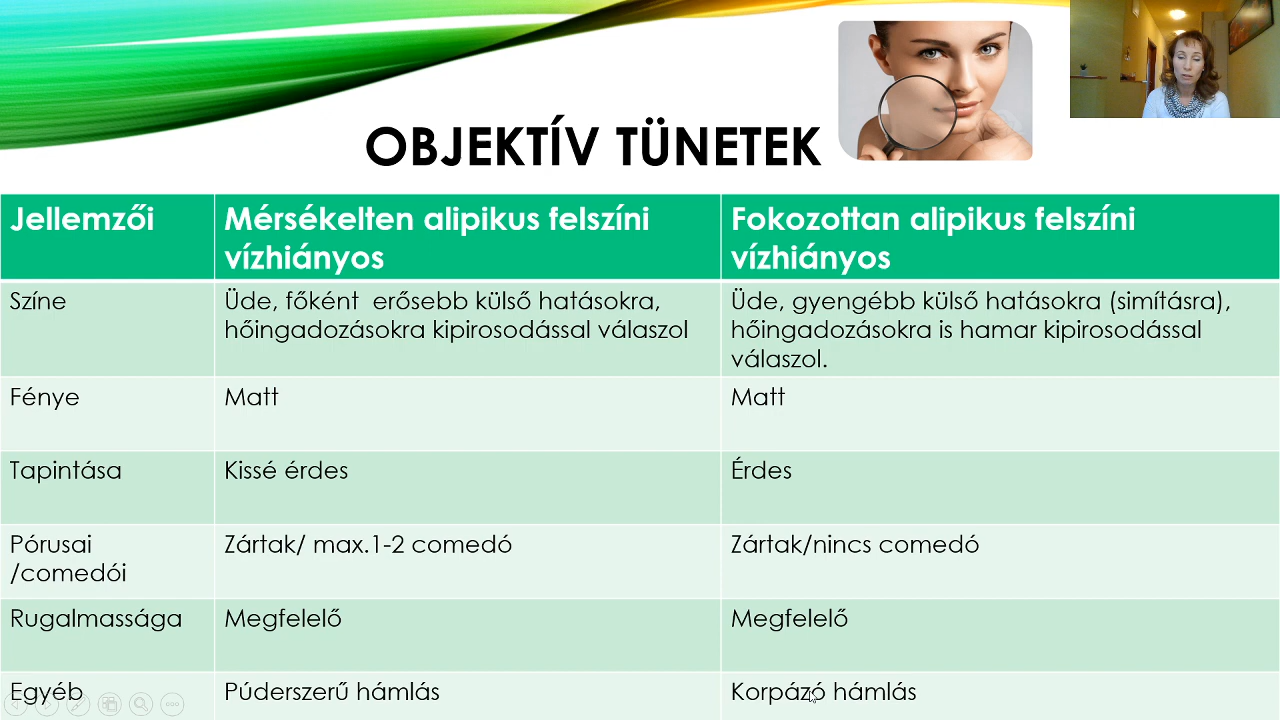 OBJEKTÍV TÜNETEK
Jellemzői
Mérsékelten alipikus felszíni
vízhiányos
Fokozottan alipikus felszíni
vízhiányos
Színe
Üde, főként erősebb külső hatásokra,
hőingadozásokra kipirosodással válaszol
Üde, gyengébb külső hatásokra (simításra),
hőingadozásokra is hamar kipirosodással
válaszol.
Fénye
Matt
Matt
Tapintása
Kissé érdes
Érdes
Pórusai
/comedói
Zártak/ max.1-2 comedó
Zártak/nincs comedó
Rugalmassága
Megfelelő
Megfelelő
Egyéb
Púderszerű hámlás
Korpázó hámlás